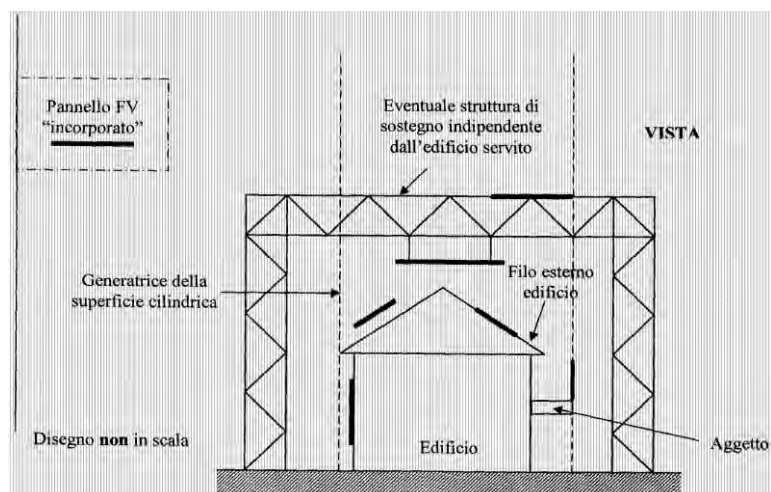 Pannello FV
"incorporato"
Eventuale struttura di
sostegno indipendente
dall'edificio servito
VISTA
Generatrice della
superficie cilindrica
Filo esterno
edificio
Disegno non in scala
Edificio
Aggetto